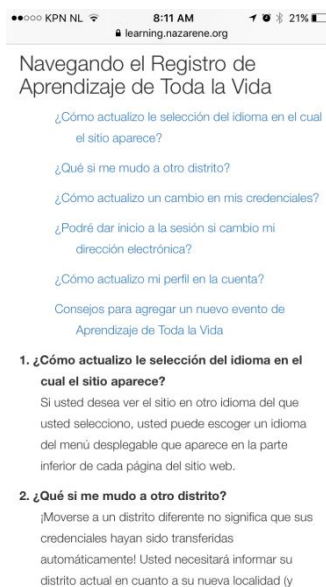 ●●○○○ KPN NL 8:11 AM 21%
learning.nazarene.org
Navegando el Registro de
Aprendizaje de Toda la Vida
¿Cómo actualizo le selección del idioma en el cual
el sitio aparece?
¿Qué si me mudo a otro distrito?
¿Cómo actualizo un cambio en mis credenciales?
¿Podré dar inicio a la sesión si cambio mi
dirección electrónica?
¿Cómo actualizo mi perfil en la cuenta?
Consejos para agregar un nuevo evento de
Aprendizaje de Toda la Vida
1. ¿Cómo actualizo le selección del idioma en el
cual el sitio aparece?
Si usted desea ver el sitio en otro idioma del que
usted selecciono, usted puede escoger un idioma
del menú desplegable que aparece en la parte
inferior de cada página del sitio web.
2. ¿Qué si me mudo a otro distrito?
¡Moverse a un distrito diferente no significa que sus
credenciales hayan sido transferidas
automáticamente! Usted necesitará informar su
distrito actual en cuanto a su nueva localidad (y